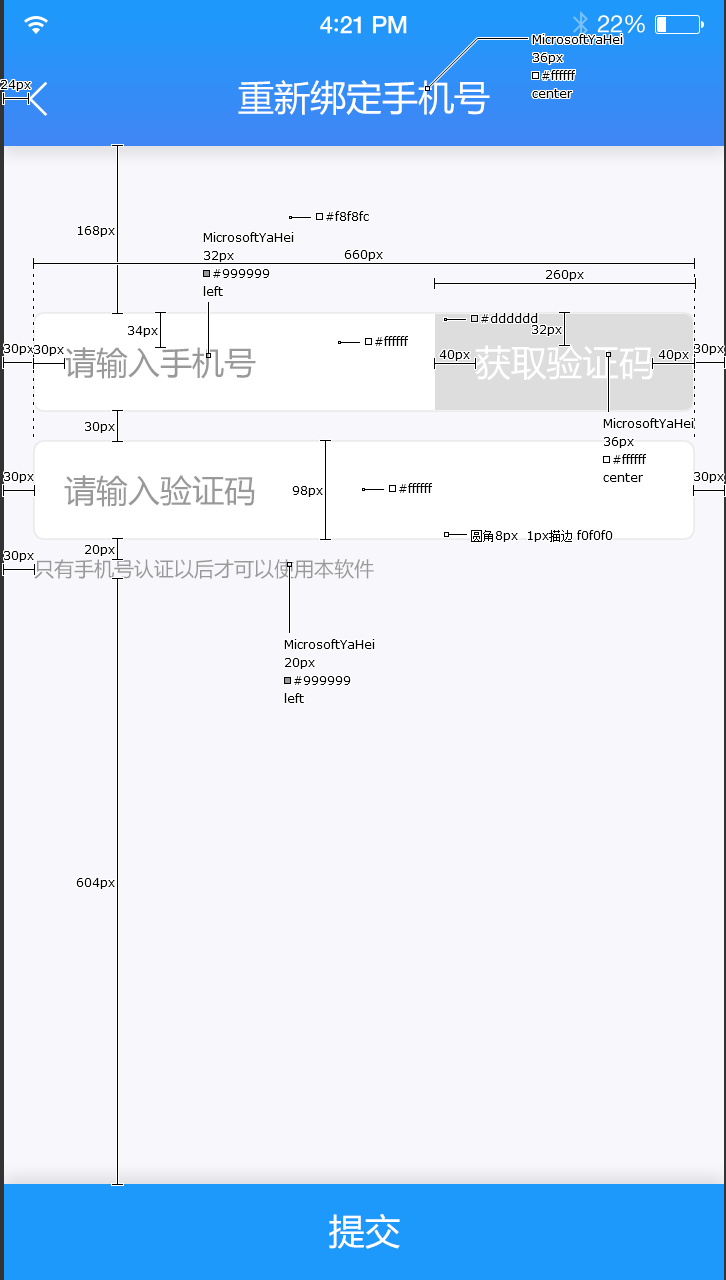 4:21 PM
22%
MicrosoftYaHei
36px
#ffffff
center
24px
重新绑定手机号
168px
#f8f8fc
MicrosoftYaHei
32px
#999999
left
660px
260px
34px
#ffffff
#dddddd
32px
30px
30px
请输入手机号
40px
获取验证码
40px
30px
30px
MicrosoftYaHei
36px
#ffffff
center
30px
请输入验证码
98px
#ffffff
30px
圆角8px 1px描边 f0f0f0
20px
30px
只有手机号认证以后才可以使用本软件
MicrosoftYaHei
20px
#999999
left
604px
提交